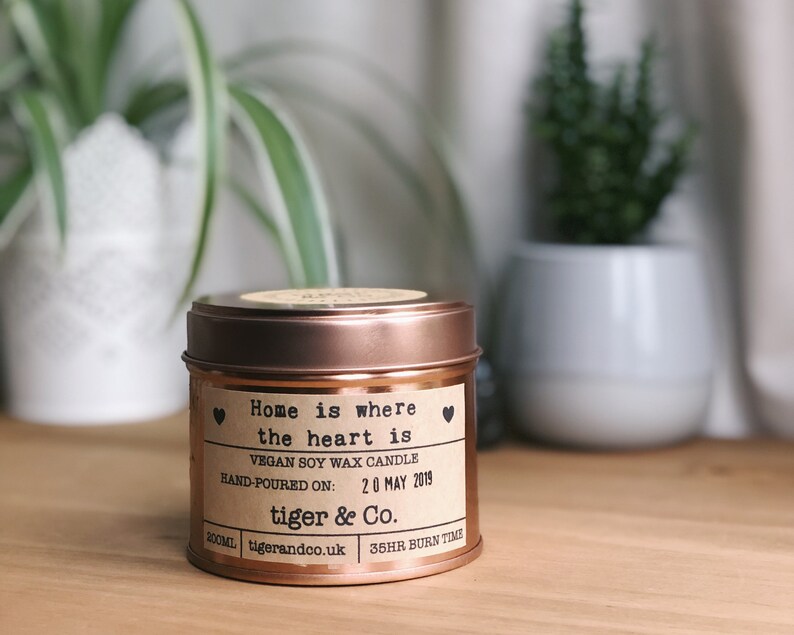 Home is where
the heart is
VEGAN SOY WAX CANDLE
HAND-POURED ON: 20 MAY 2019
tiger & Co.
200ML tigerandco.uk 35HR BURN TIME